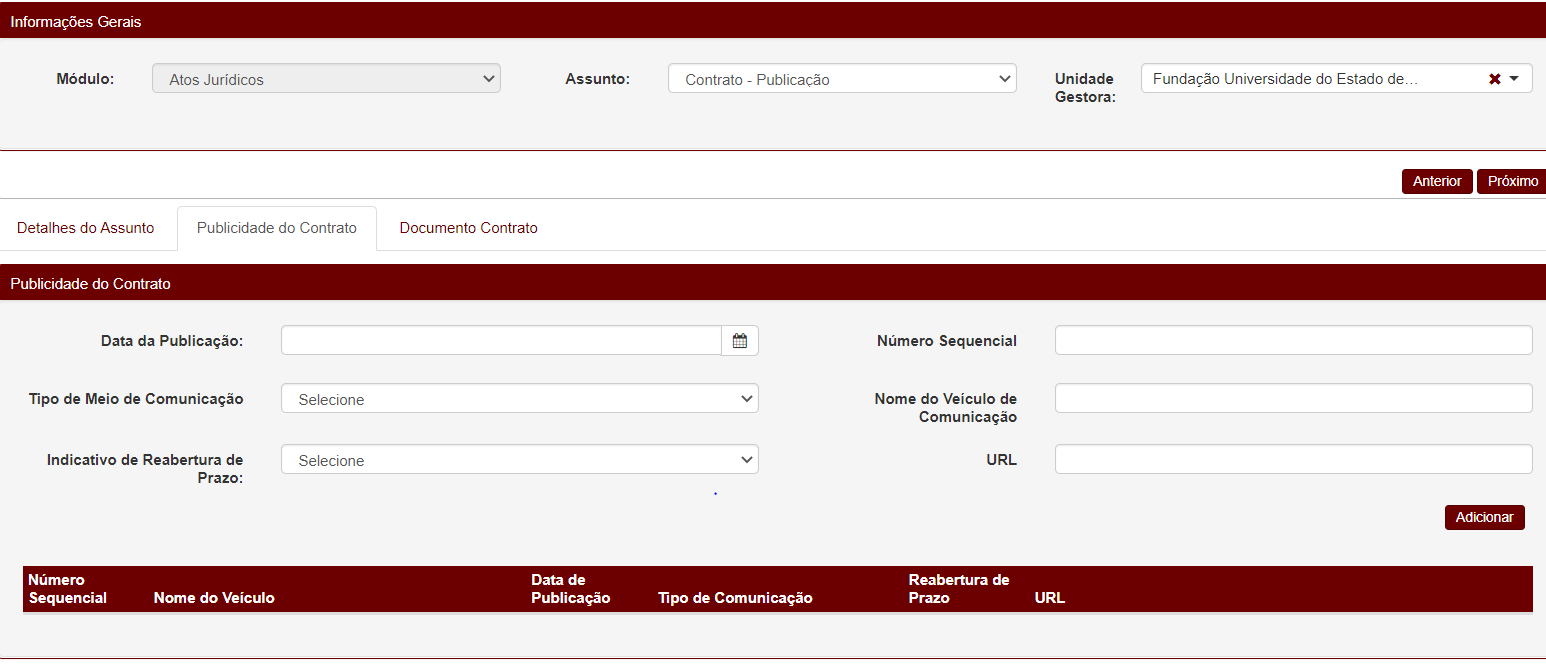 Informações Gerais
Módulo: Atos Jurídicos Assunto: Contrato - Publicação Unidade Gestora: Fundação Universidade do Estado de...
Anterior Próximo
Detalhes do Assunto Publicidade do Contrato Documento Contrato
Publicidade do Contrato
Data da Publicação: Número Sequencial
Tipo de Meio de Comunicação Selecione Nome do Veículo de Comunicação
Indicativo de Reabertura de Prazo: Selecione URL
Adicionar
Número Sequencial Nome do Veículo Data de Publicação Tipo de Comunicação Reabertura de Prazo URL